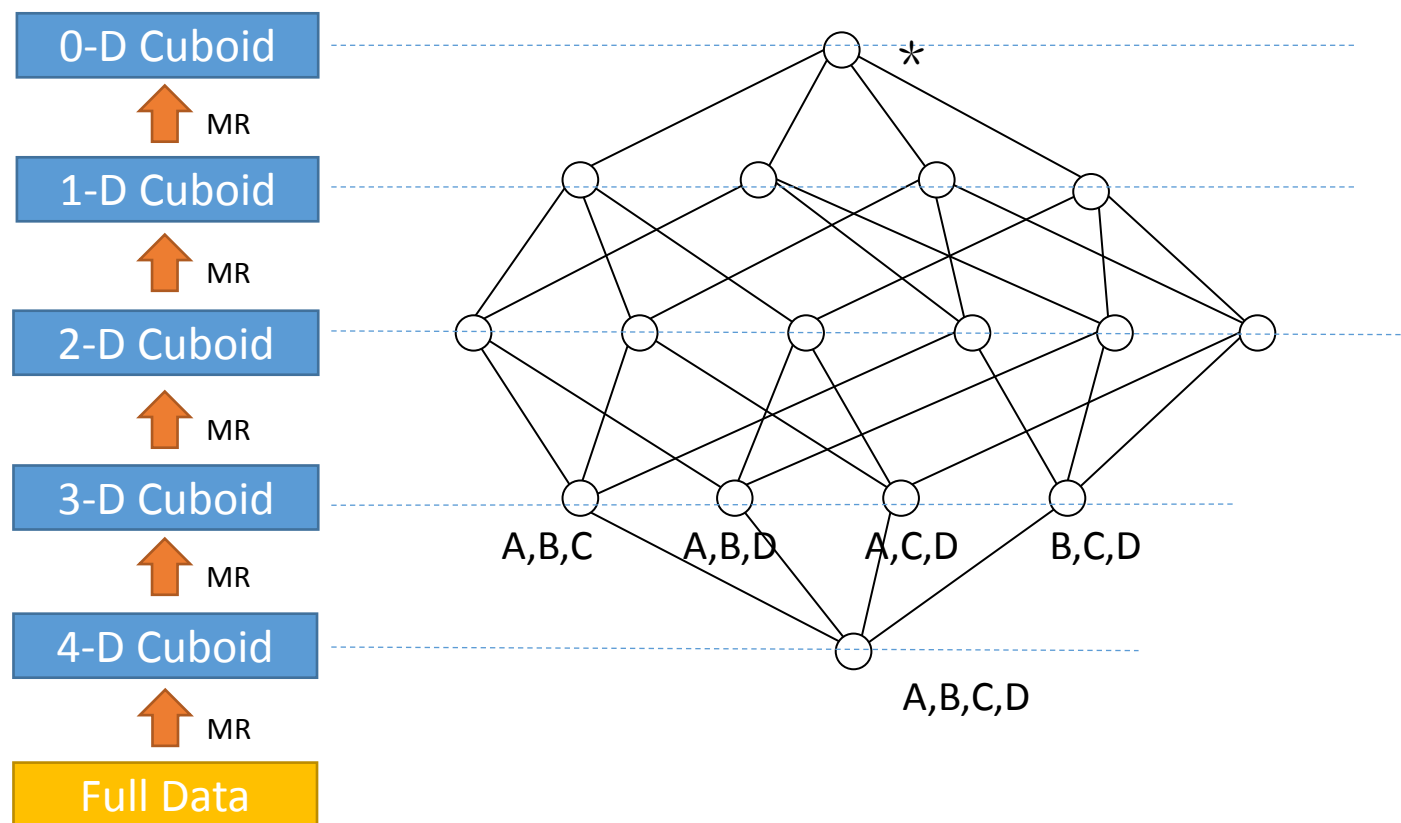 0-D Cuboid
*
MR
1-D Cuboid
MR
2-D Cuboid
MR
3-D Cuboid
A,B,C
A,B,D
A,C,D
B,C,D
MR
4-D Cuboid
A,B,C,D
MR
Full Data